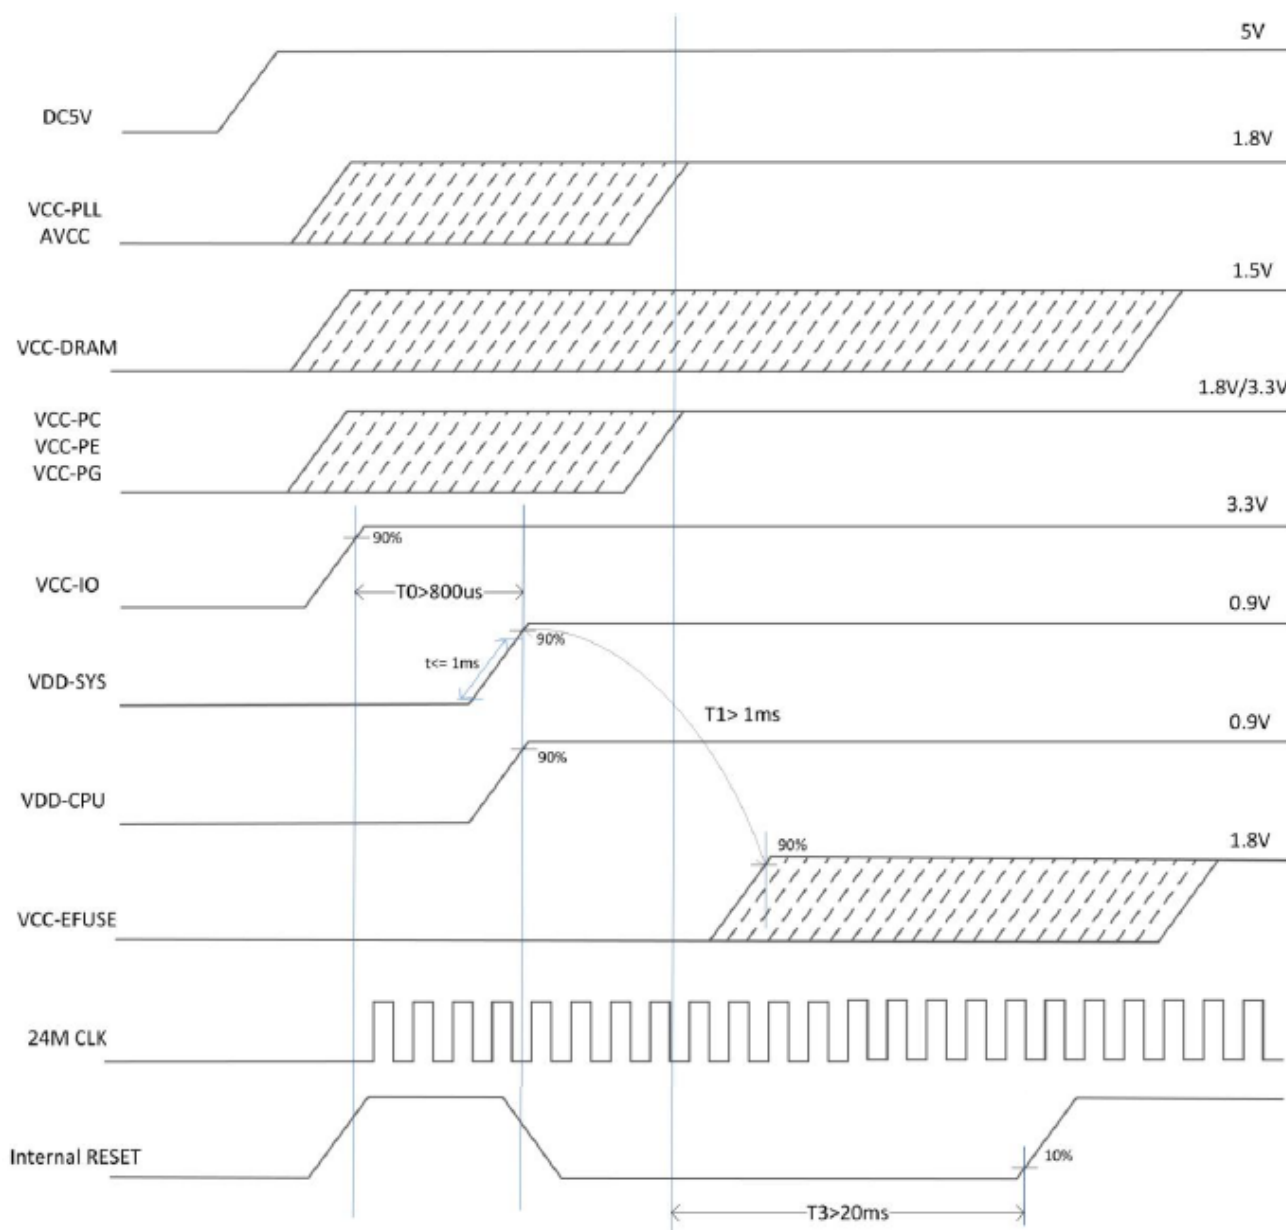 5V
DC5V
1.8V
VCC-PLL
AVCC
1.5V
VCC-DRAM
1.8V/3.3V
VCC-PC
VCC-PE
VCC-PG
3.3V
90%
VCC-IO
T0>800us
0.9V
90%
t<= 1ms
VDD-SYS
T1> 1ms
0.9V
90%
VDD-CPU
1.8V
90%
VCC-EFUSE
24M CLK
Internal RESET
10%
T3>20ms